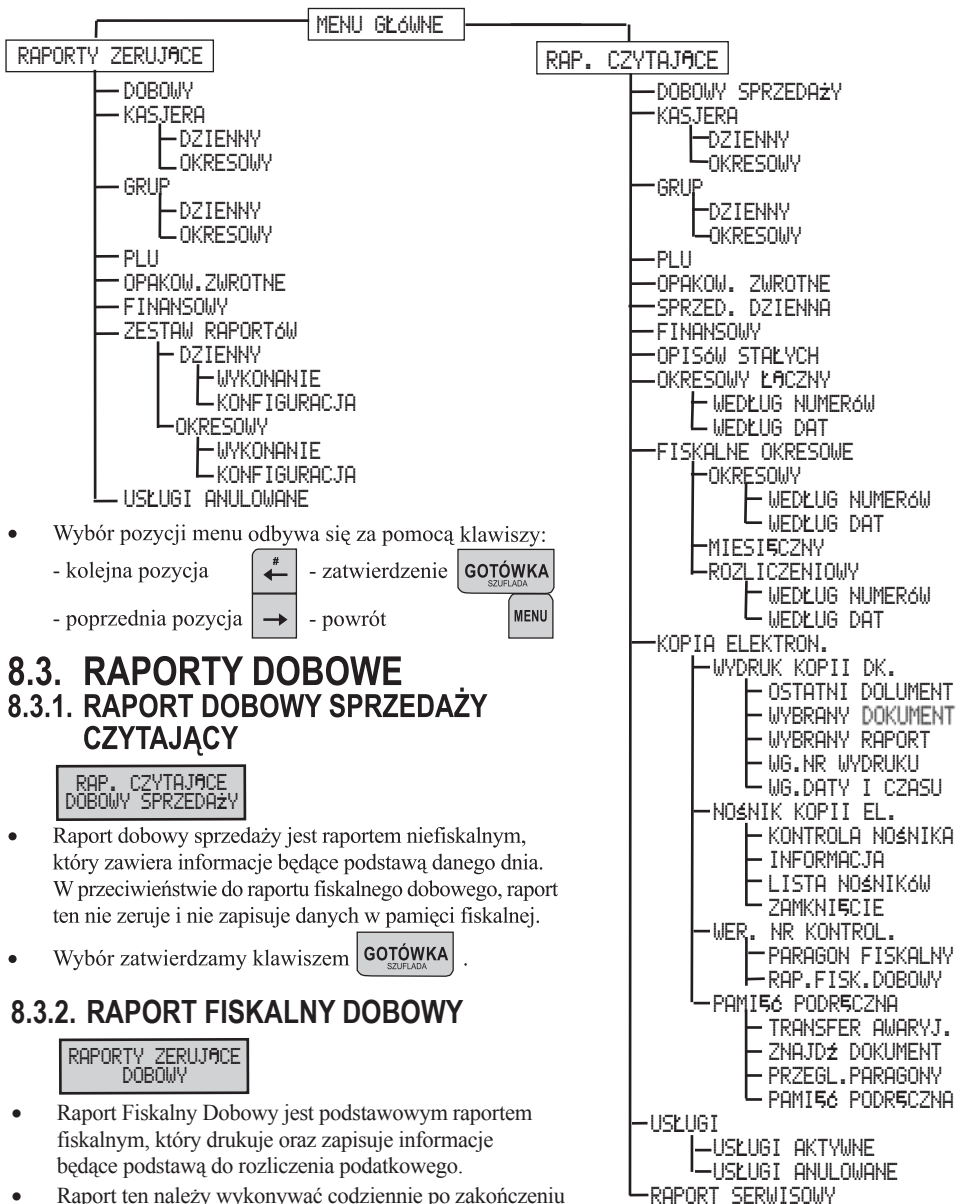 MENU GŁÓWNE
RAPORTY ZERUJĄCE
DOBOWY
KASJERA
DZIENNY
OKRESOWY
GRUP
DZIENNY
OKRESOWY
PLU
OPAKOW.ZWROTNE
FINANSOWY
ZESTAW RAPORTÓW
DZIENNY
WYKONANIE
KONFIGURACJA
OKRESOWY
WYKONANIE
KONFIGURACJA
USŁUGI ANULOWANE
• Wybór pozycji menu odbywa się za pomocą klawiszy:
- kolejna pozycja # ← - zatwierdzenie GOTÓWKA SZUFLADA
- poprzednia pozycja → - powrót MENU
8.3. RAPORTY DOBOWE
8.3.1. RAPORT DOBOWY SPRZEDAŻY
CZYTAJĄCY
RAP. CZYTAJĄCE
DOBOWY SPRZEDAŻY
• Raport dobowy sprzedaży jest raportem niefiskalnym,
który zawiera informacje będące podstawą danego dnia.
W przeciwieństwie do raportu fiskalnego dobowego, raport
ten nie zeruje i nie zapisuje danych w pamięci fiskalnej.
• Wybór zatwierdzamy klawiszem GOTÓWKA SZUFLADA .
8.3.2. RAPORT FISKALNY DOBOWY
RAPORTY ZERUJĄCE
DOBOWY
• Raport Fiskalny Dobowy jest podstawowym raportem
fiskalnym, który drukuje oraz zapisuje informacje
będące podstawą do rozliczenia podatkowego.
• Raport ten należy wykonywać codziennie po zakończeniu
RAP. CZYTAJĄCE
DOBOWY SPRZEDAŻY
KASJERA
DZIENNY
OKRESOWY
GRUP
DZIENNY
OKRESOWY
PLU
OPAKOW. ZWROTNE
SPRZED. DZIENNA
FINANSOWY
OPISÓW STAŁYCH
OKRESOWY ŁĄCZNY
WEDŁUG NUMERÓW
WEDŁUG DAT
FISKALNE OKRESOWE
OKRESOWY
WEDŁUG NUMERÓW
WEDŁUG DAT
MIESIĘCZNY
ROZLICZENIOWY
WEDŁUG NUMERÓW
WEDŁUG DAT
KOPIA ELEKTRON.
WYDRUK KOPII DK.
OSTATNI DOLUMENT
WYBRANY DOKUMENT
WYBRANY RAPORT
WG.NR WYDRUKU
WG.DATY I CZASU
NOŚNIK KOPII EL.
KONTROLA NOŚNIKA
INFORMACJA
LISTA NOŚNIKÓW
ZAMKNIĘCIE
WER. NR KONTROL.
PARAGON FISKALNY
RAP.FISK.DOBOWY
PAMIĘĆ PODRĘCZNA
TRANSFER AWARYJ.
ZNAJDŹ DOKUMENT
PRZEGL.PARAGONY
PAMIĘĆ PODRĘCZNA
USŁUGI
USŁUGI AKTYWNE
USŁUGI ANULOWANE
RAPORT SERWISOWY